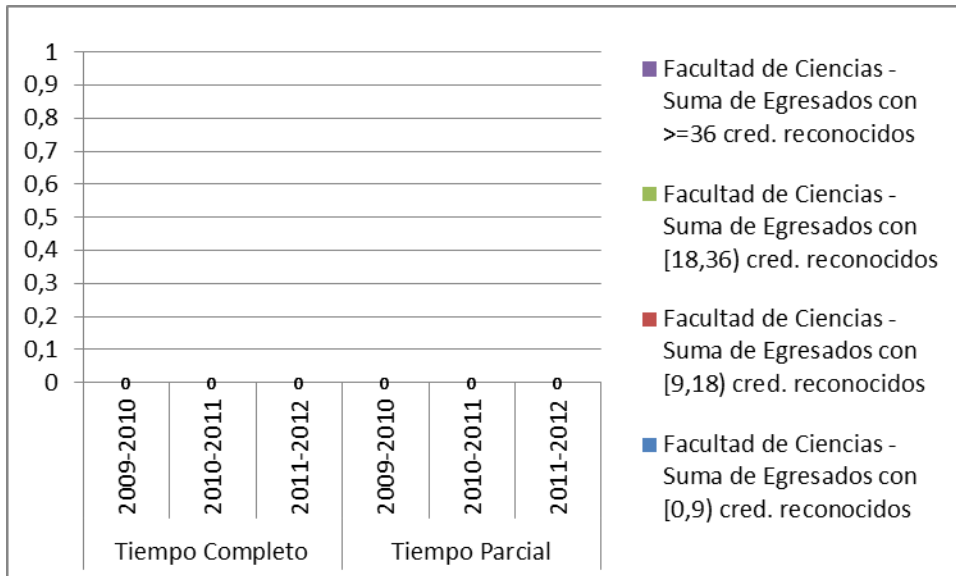 1
0,9
0,8
0,7
0,6
0,5
0,4
0,3
0,2
0,1
0
0 0 0 0 0 0
2009-2010
2010-2011
2011-2012
2009-2010
2010-2011
2011-2012
Tiempo Completo
Tiempo Parcial
Facultad de Ciencias -
Suma de Egresados con
>=36 cred. reconocidos
Facultad de Ciencias -
Suma de Egresados con
[18,36) cred. reconocidos
Facultad de Ciencias -
Suma de Egresados con
[9,18) cred. reconocidos
Facultad de Ciencias -
Suma de Egresados con
[0,9) cred. reconocidos